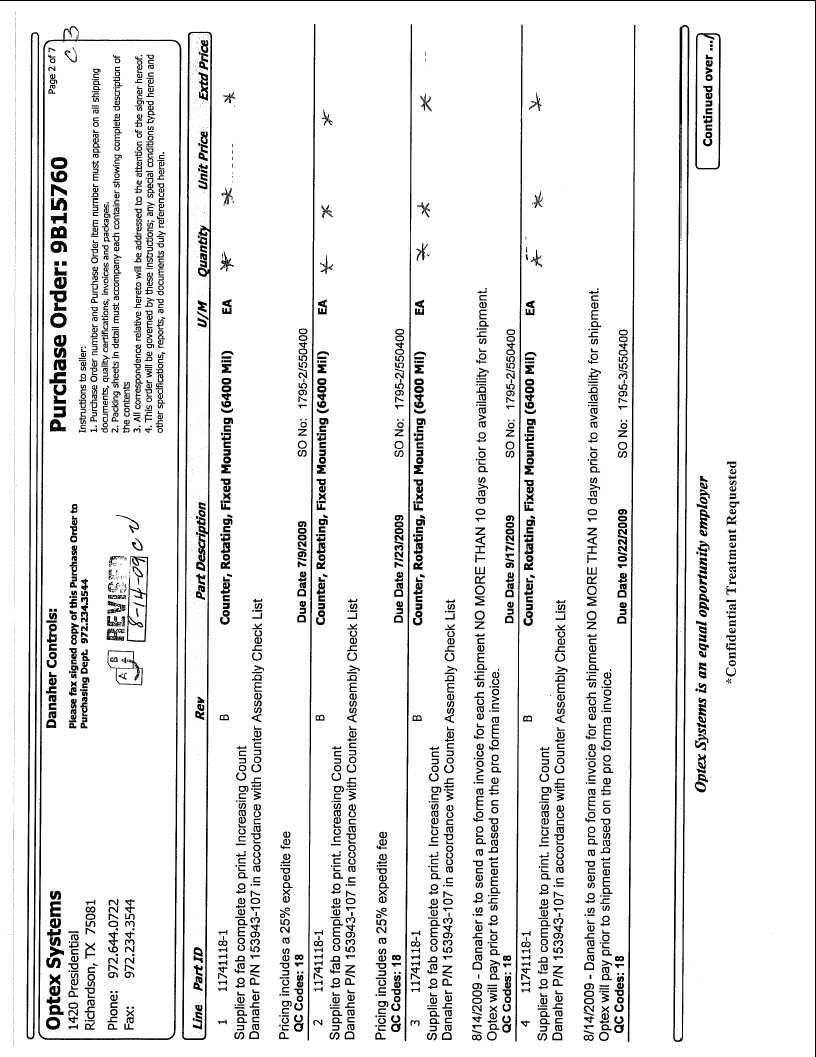 Optex Systems
1420 Presidential
Richardson, TX 75081
Phone: 972.644.0722
Fax: 972.234.3544
Danaher Controls:
Please fax signed copy of this Purchase Order to
Purchasing Dept. 972.234.3544
A B 4
REVISED
8-14-09
Purchase Order: 9B15760
Page 2 of 7
CB
Instructions to seller:
1. Purchase Order number and Purchase Order item number must appear on all shipping
documents, quality certifications, invoices and packages.
2. Packing sheets in detail must accompany each container showing complete description of
the contents
3. All correspondence relative hereto will be addressed to the attention of the signer hereof.
4. This order will be governed by these instructions; any special conditions typed herein and
other specifications, reports, and documents duly referenced herein.
Line Part ID Rev Part Description U/M Quantity Unit Price Extd Price
1 11741118-1 B Counter, Rotating, Fixed Mounting (6400 Mil) EA * * *
Supplier to fab complete to print. Increasing Count
Danaher P/N 153943-107 in accordance with Counter Assembly Check List
Pricing includes a 25% expedite fee
QC Codes: 18 Due Date 7/9/2009 SO No: 1795-2/550400
2 11741118-1 B Counter, Rotating, Fixed Mounting (6400 Mil) EA * * *
Supplier to fab complete to print. Increasing Count
Danaher P/N 153943-107 in accordance with Counter Assembly Check List
Pricing includes a 25% expedite fee
QC Codes: 18 Due Date 7/23/2009 SO No: 1795-2/550400
3 11741118-1 B Counter, Rotating, Fixed Mounting (6400 Mil) EA * * *
Supplier to fab complete to print. Increasing Count
Danaher P/N 153943-107 in accordance with Counter Assembly Check List
8/14/2009 - Danaher is to send a pro forma invoice for each shipment NO MORE THAN 10 days prior to availability for shipment.
Optex will pay prior to shipment based on the pro forma invoice.
QC Codes: 18 Due Date 9/17/2009 SO No: 1795-2/550400
4 11741118-1 B Counter, Rotating, Fixed Mounting (6400 Mil) EA * * *
Supplier to fab complete to print. Increasing Count
Danaher P/N 153943-107 in accordance with Counter Assembly Check List
8/14/2009 - Danaher is to send a pro forma invoice for each shipment NO MORE THAN 10 days prior to availability for shipment.
Optex will pay prior to shipment based on the pro forma invoice.
QC Codes: 18 Due Date 10/22/2009 SO No: 1795-3/550400
Optex Systems is an equal opportunity employer
Continued over .../
*Confidential Treatment Requested